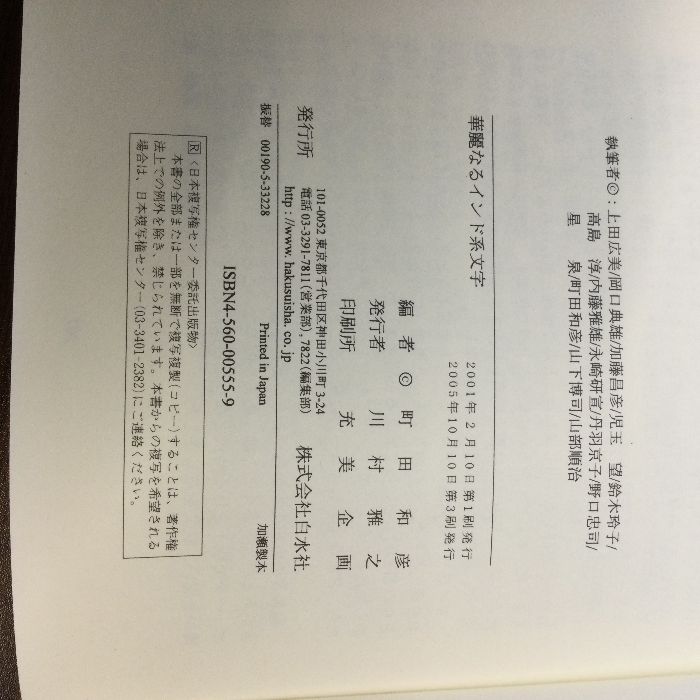 執筆者©：上田広美/岡口典雄/加藤昌彦/児玉　望/鈴木玲子/
高島　淳/内藤雅雄/永崎研宣/丹羽京子/野口忠司/
星　泉/町田和彦/山下博司/山部順治
華麗なるインド系文字
2001年 2月10日第1刷発行
2005年10月10日第3刷発行
編者© 町田和彦
発行者 川村雅之
印刷所 充美企画
発行所 101-0052 東京都千代田区神田小川町 3-24
電話 03-3291-7811(営業部), 7822(編集部)
http://www.hakusuisha.co.jp
株式会社白水社
振替 00190-5-33228 Printed in Japan 加瀬製本
ISBN4-560-00555-9
R〈日本複写権センター委託出版物〉
本書の全部または一部を無断で複写複製(コピー)することは、著作権
法上での例外を除き、禁じられています。本書からの複写を希望される
場合は、日本複写権センター(03-3401-2382)にご連絡ください。